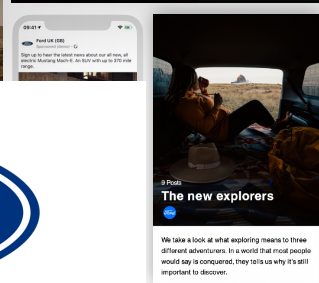 09:41
Ford UK (GB)
Sponsored (demo) ·
Sign up to hear the latest news about our all new, all
electric Mustang Mach-E. An SUV with up to 370 mile
range.
9 Posts
The new explorers
Ford
We take a look at what exploring means to three
different adventurers. In a world that most people
would say is conquered, they tell us why it's still
important to discover.